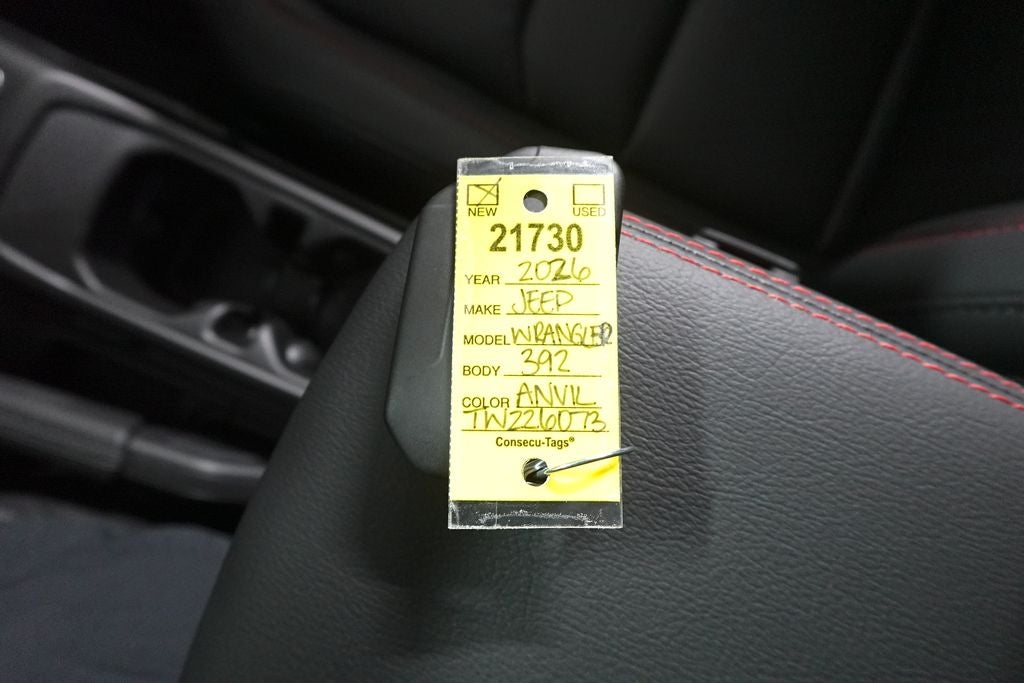 NEW USED
21730
YEAR 2026
MAKE JEEP
MODEL WRANGLER
BODY 392
COLOR ANVIL
TW226073
Consecu-Tags®